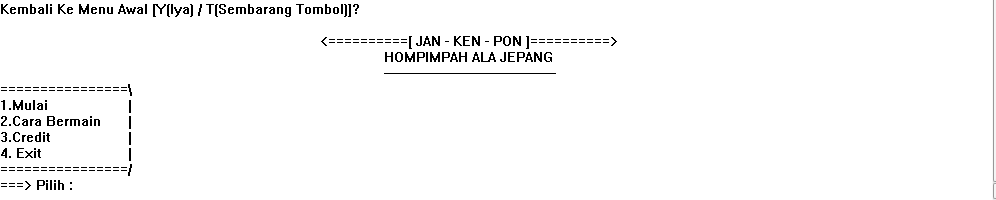 Kembali Ke Menu Awal [Y(Iya) / T(Sembarang Tombol)]?
<==========[ JAN - KEN - PON ]==========>
HOMPIMPAH ALA JEPANG
================\
1.Mulai |
2.Cara Bermain |
3.Credit |
4. Exit |
================/
===> Pilih :